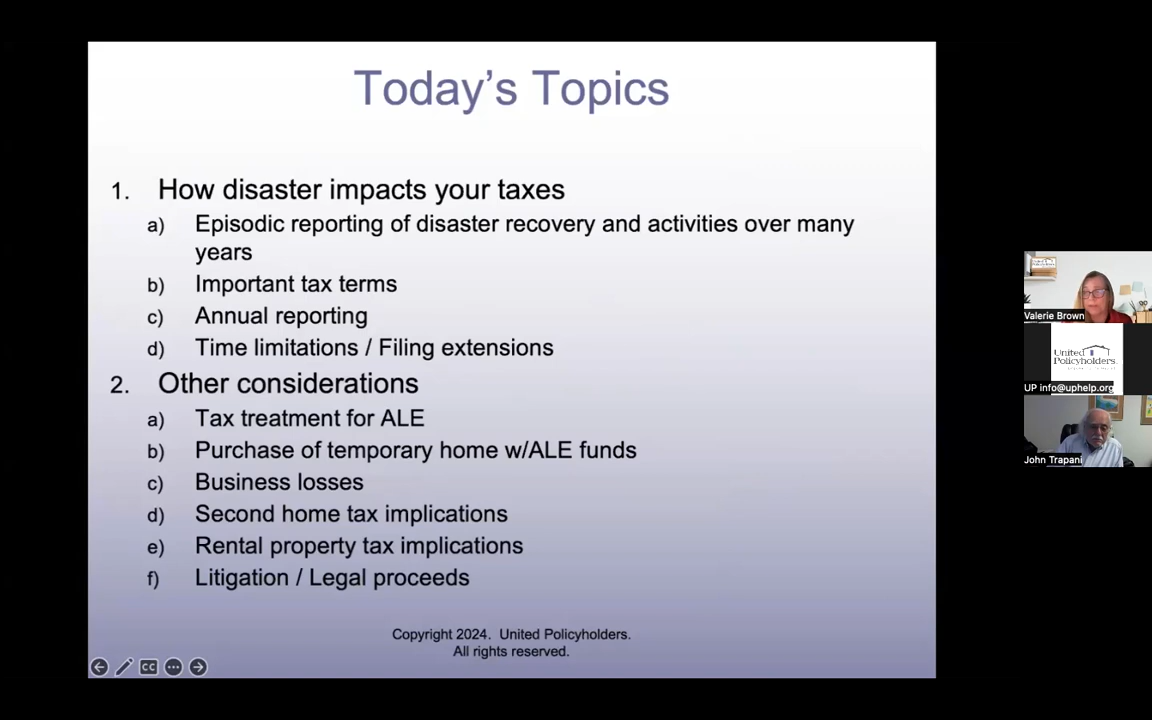 Today's Topics
1. How disaster impacts your taxes
a) Episodic reporting of disaster recovery and activities over many
years
b) Important tax terms
c) Annual reporting
d) Time limitations / Filing extensions
2. Other considerations
a) Tax treatment for ALE
b) Purchase of temporary home w/ALE funds
c) Business losses
d) Second home tax implications
e) Rental property tax implications
f) Litigation / Legal proceeds
Copyright 2024. United Policyholders.
All rights reserved.
CC
Valerie Brown
United
Policyholders.
UP info@uphelp.org
John Trapani